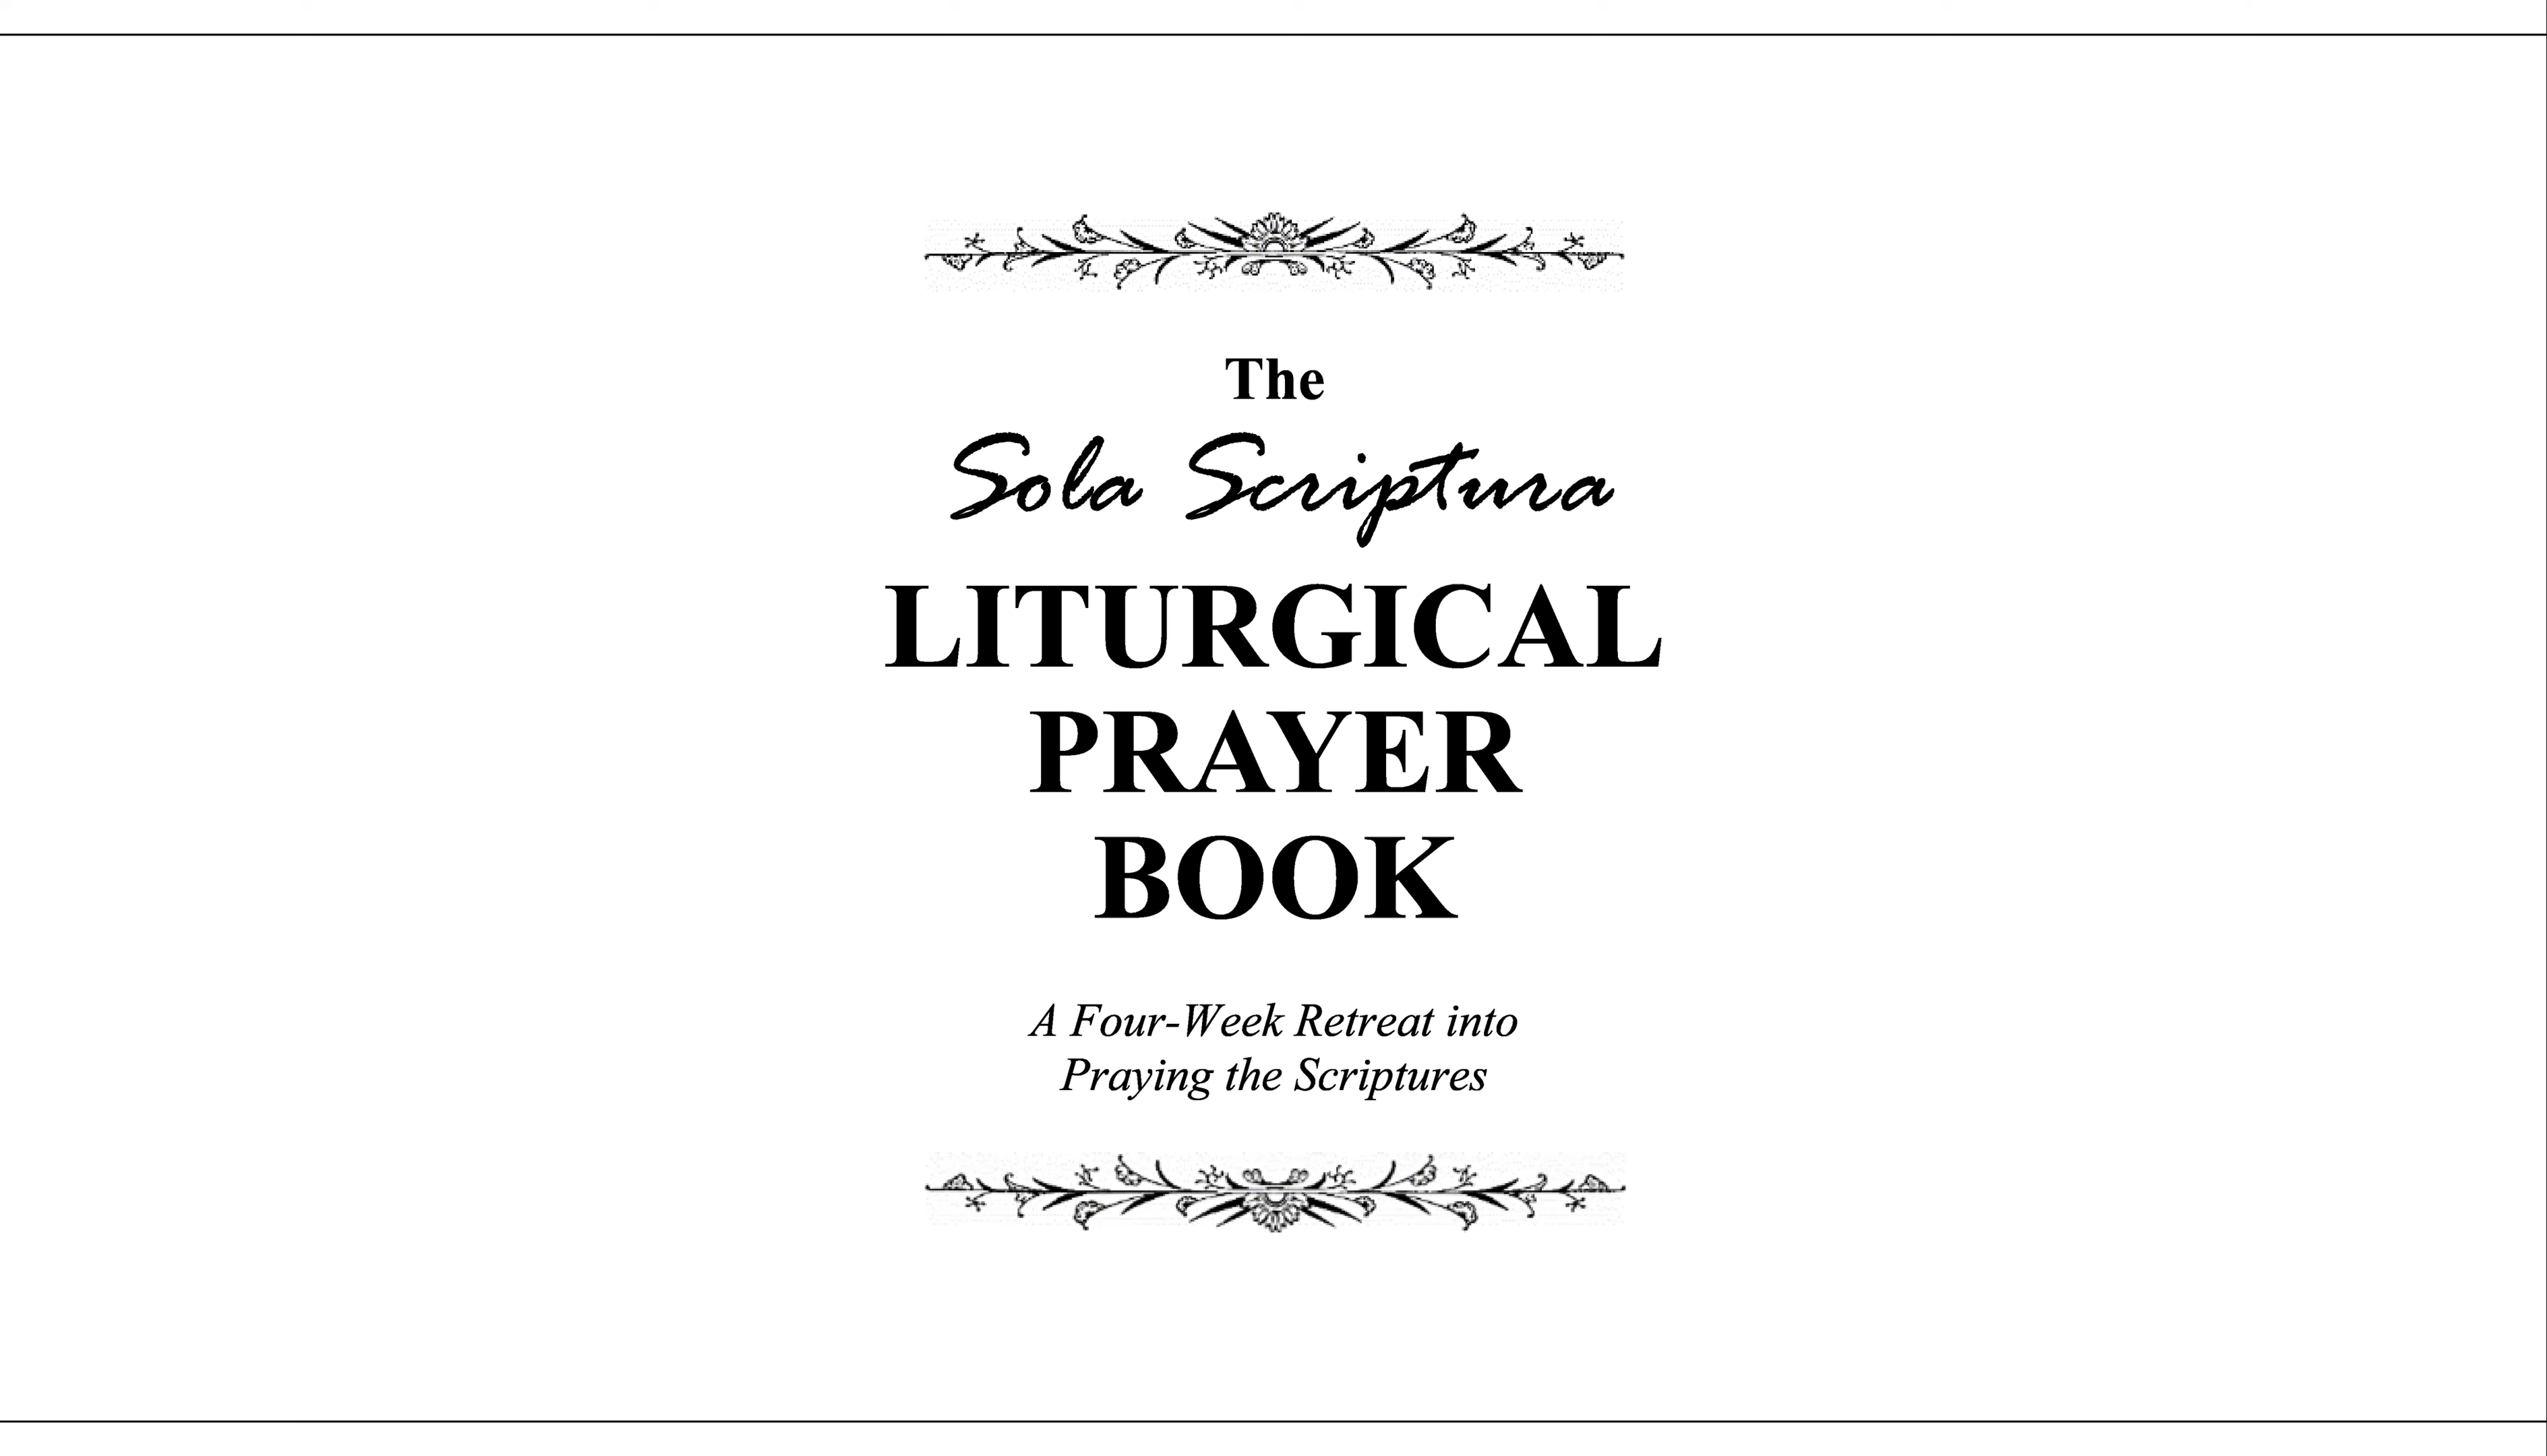 The
Sola Scriptura
LITURGICAL
PRAYER
BOOK
A Four-Week Retreat into
Praying the Scriptures